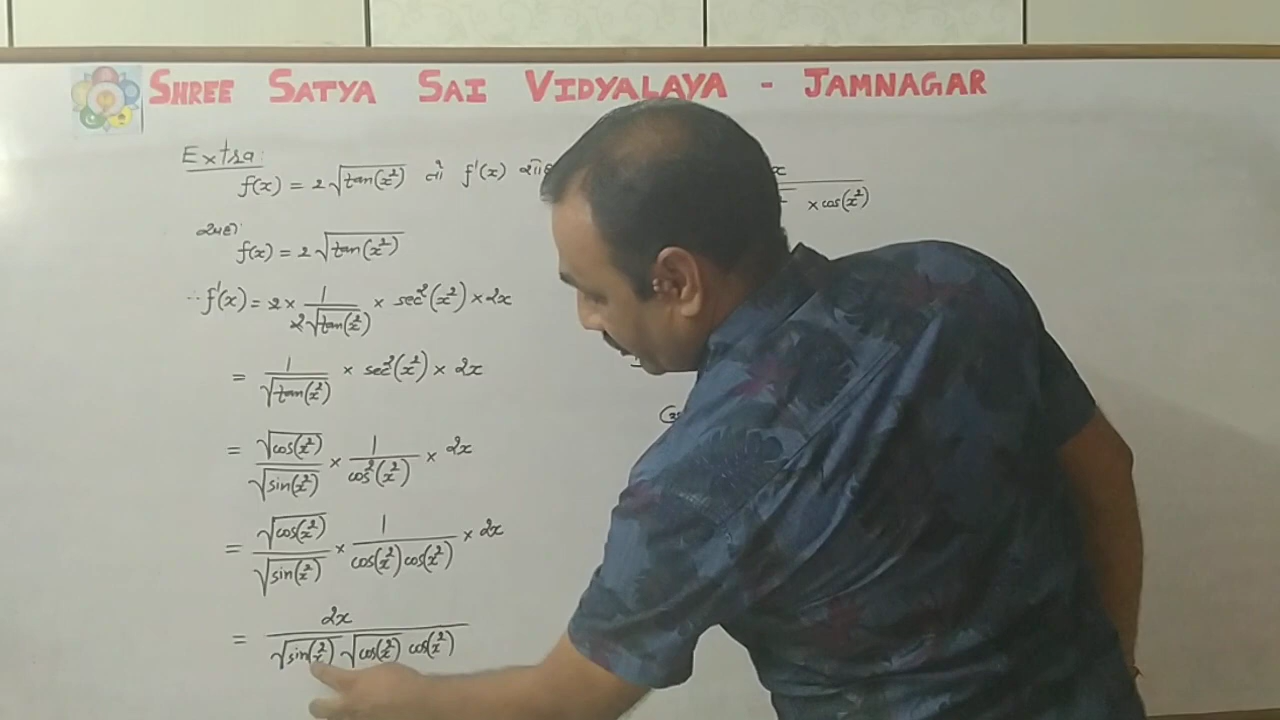 SHREE SATYA SAI VIDYALAYA - JAMNAGAR
Extra:
f(x) = 2√tan(x²) તો f'(x) શોધ
અહીં
f(x) = 2√tan(x²)
∴ f'(x) = 2 × 1/2√tan(x²) × sec²(x²) × 2x
= 1/√tan(x²) × sec²(x²) × 2x
= √cos(x²)/√sin(x²) × 1/cos²(x²) × 2x
= √cos(x²)/√sin(x²) × 1/cos(x²)cos(x²) × 2x
= 2x/√sin(x²) √cos(x²) cos(x²)
x
× cos(x²)